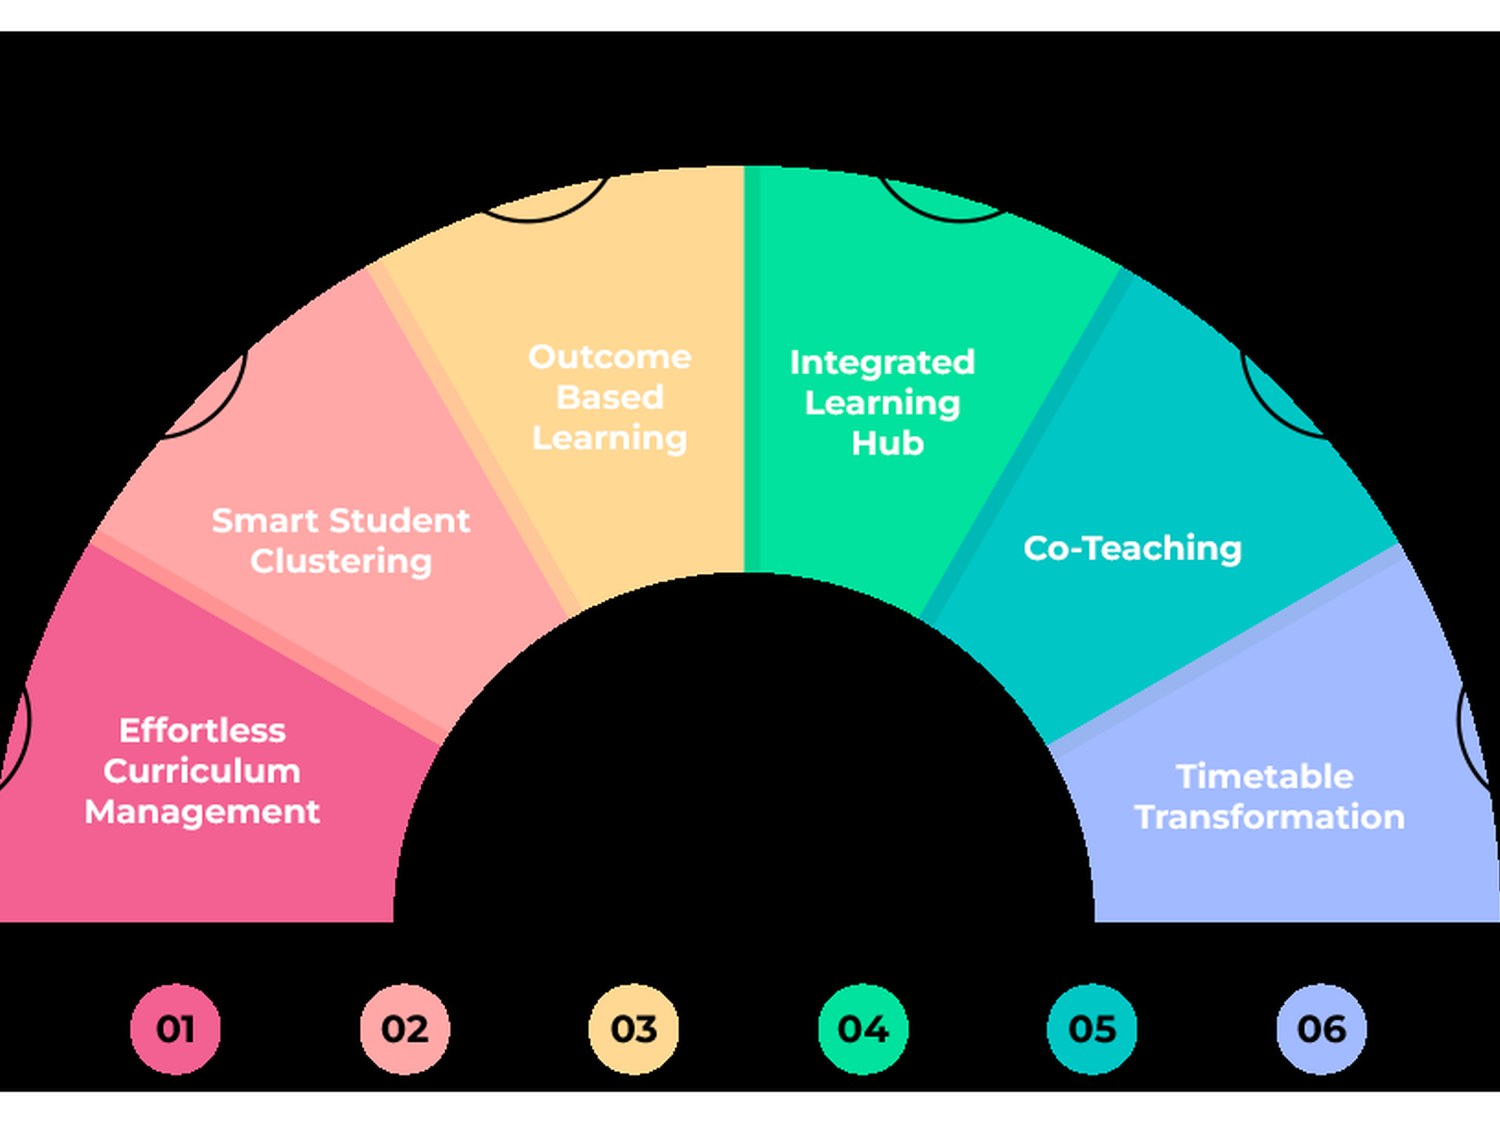 Effortless
Curriculum
Management
Smart Student
Clustering
Outcome
Based
Learning
Integrated
Learning
Hub
Co-Teaching
Timetable
Transformation
01
02
03
04
05
06